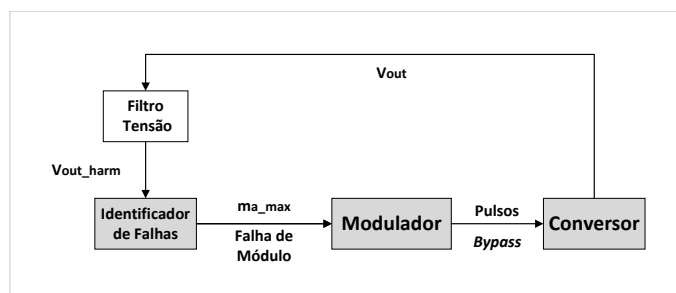 Vout
Filtro
Tensão
Vout_harm
Identificador
de Falhas
ma_max
Falha de
Módulo
Modulador
Pulsos
Bypass
Conversor